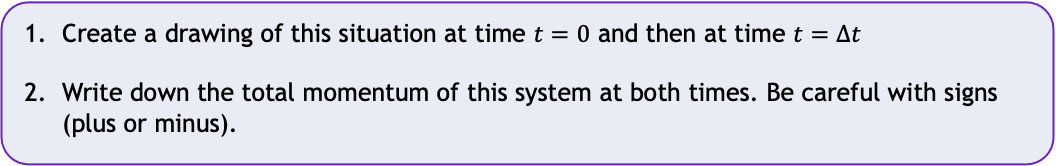 1. Create a drawing of this situation at time t = 0 and then at time t = Δt
2. Write down the total momentum of this system at both times. Be careful with signs
(plus or minus).